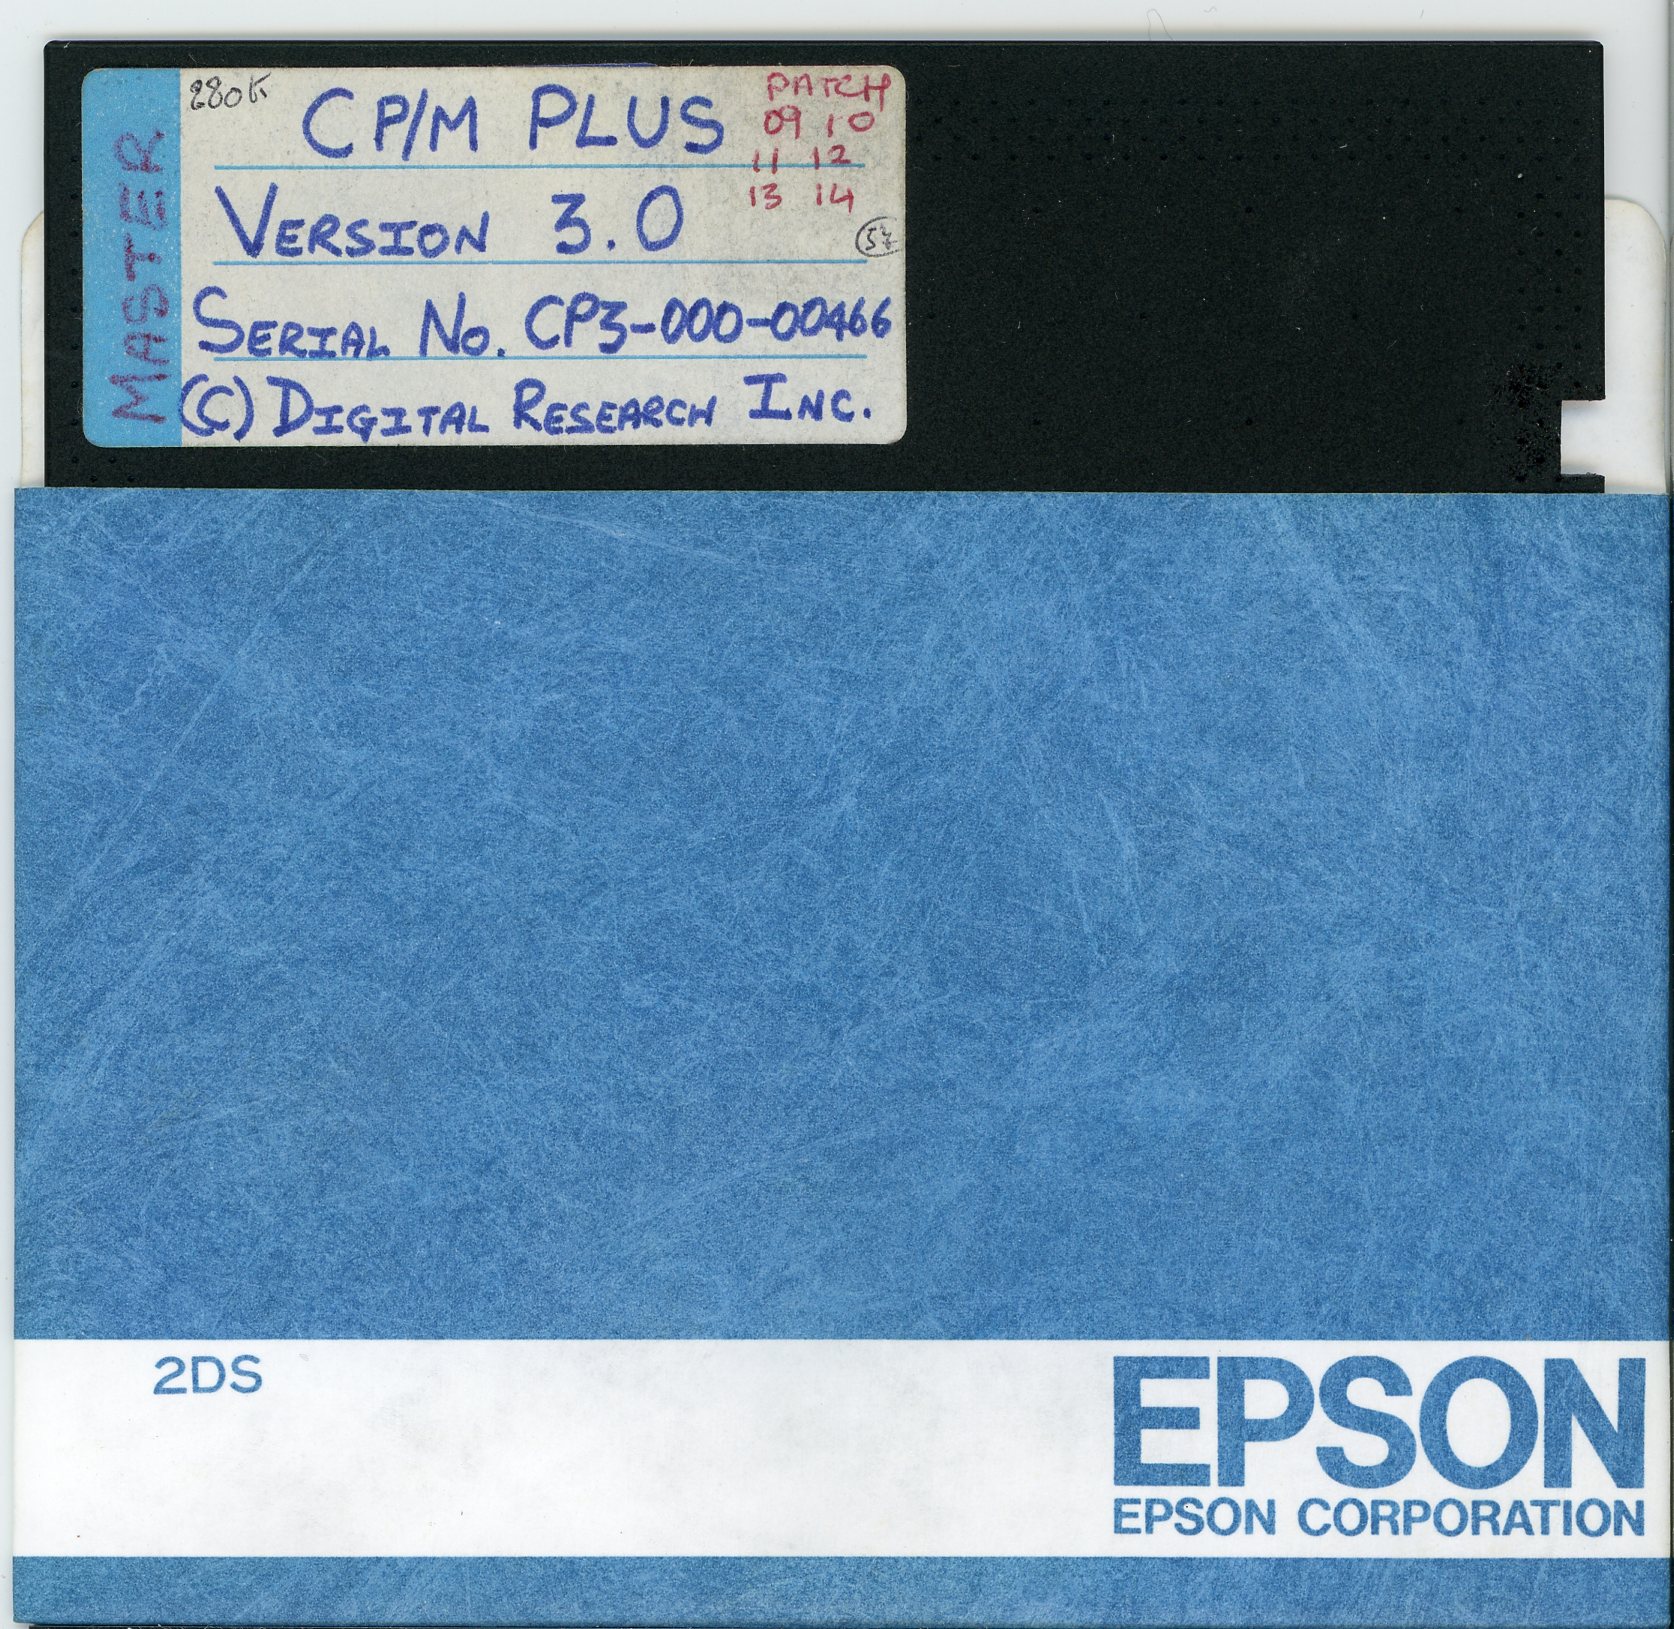 280K
CP/M PLUS
PATCH
09 10
11 12
13 14
VERSION 3.0
SERIAL No. CP3-000-00466
(C) DIGITAL RESEARCH INC.
MASTER
2DS
EPSON
EPSON CORPORATION